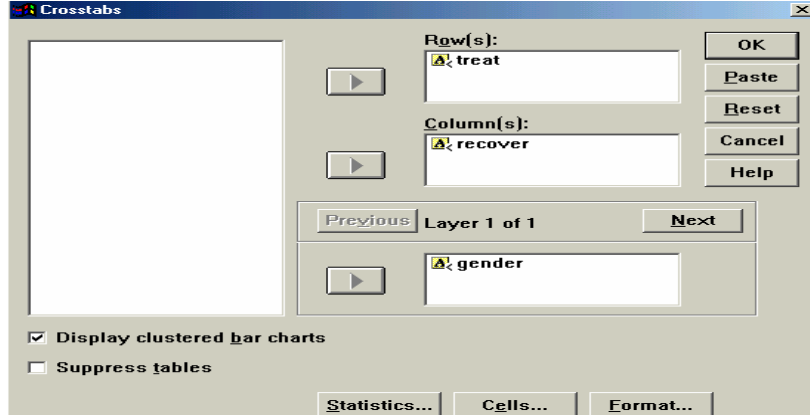 Crosstabs
Row(s):
treat
OK
Paste
Reset
Cancel
Help
Column(s):
recover
Previous
Layer 1 of 1
Next
gender
Display clustered bar charts
Suppress tables
Statistics...
Cells...
Format...